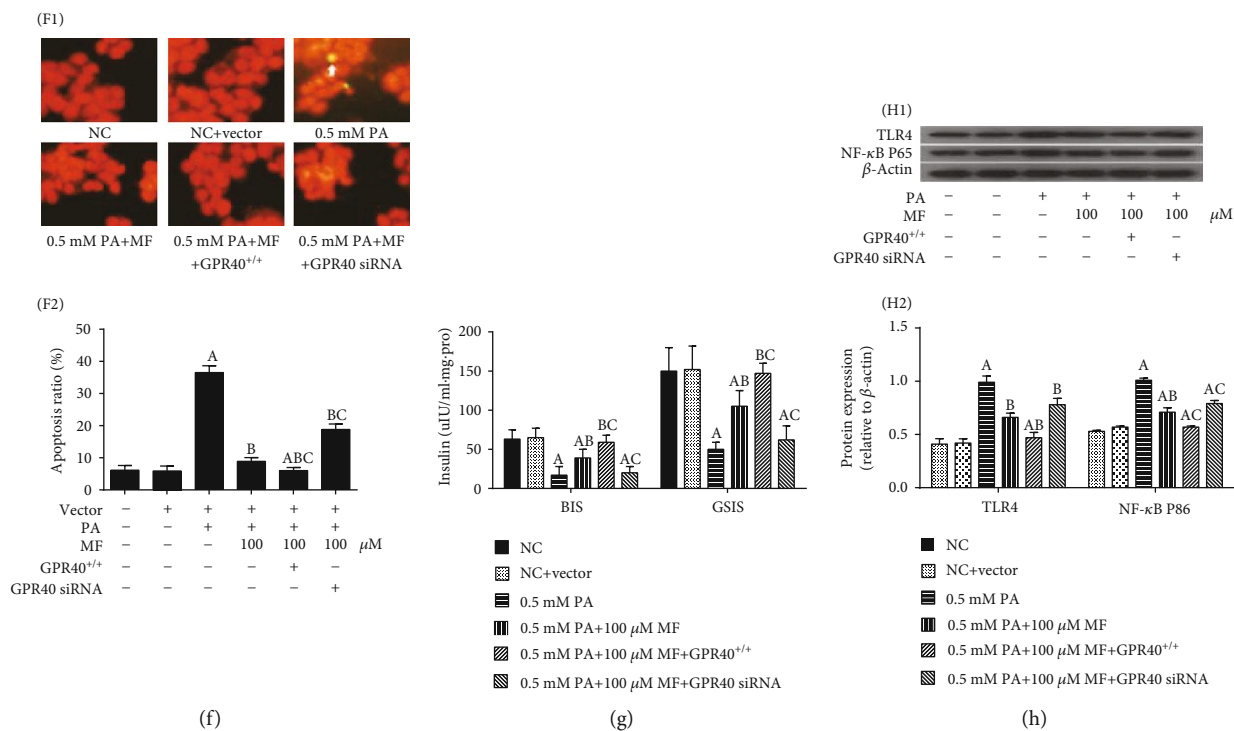 (F1)
NC NC+vector 0.5 mM PA
0.5 mM PA+MF 0.5 mM PA+MF 0.5 mM PA+MF
+GPR40+/+ +GPR40 siRNA
(F2)
Apoptosis ratio (%)
50
40
30
20
10
0
A
B
ABC
BC
Vector − + + + + +
PA − − + + + +
MF − − − 100 100 100 μM
GPR40+/+ − − − − + −
GPR40 siRNA − − − − − +
(f)
Insulin (uIU/ml·mg·pro)
200
150
100
50
0
A AB BC AC
A AB BC AC
BIS GSIS
NC
NC+vector
0.5 mM PA
0.5 mM PA+100 μM MF
0.5 mM PA+100 μM MF+GPR40+/+
0.5 mM PA+100 μM MF+GPR40 siRNA
(g)
(H1)
TLR4
NF-κB P65
β-Actin
PA − − + + + +
MF − − − 100 100 100 μM
GPR40+/+ − − − − + −
GPR40 siRNA − − − − − +
(H2)
Protein expression
(relative to β-actin)
1.5
1.0
0.5
0.0
A B AB B
A AB AC AC
TLR4 NF-κB P86
NC
NC+vector
0.5 mM PA
0.5 mM PA+100 μM MF
0.5 mM PA+100 μM MF+GPR40+/+
0.5 mM PA+100 μM MF+GPR40 siRNA
(h)